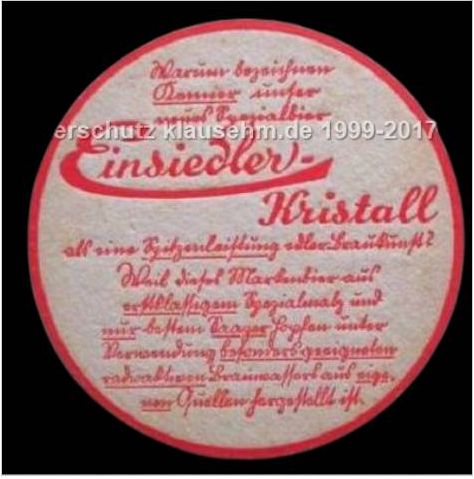 Warum bezeichnen
Kenner unser
neues Spezialbier
erschutz klausehm.de 1999-2017
Einsiedler-
Kristall
als eine Spitzenleistung edler Braukunst?
Weil dieses Markenbier aus
erstklassigem Spezialmalz und
nur bestem Saazer Hopfen unter
Verwendung besonders geeigneten
radioaktiven Brauwassers aus eige-
nen Quellen hergestellt ist.